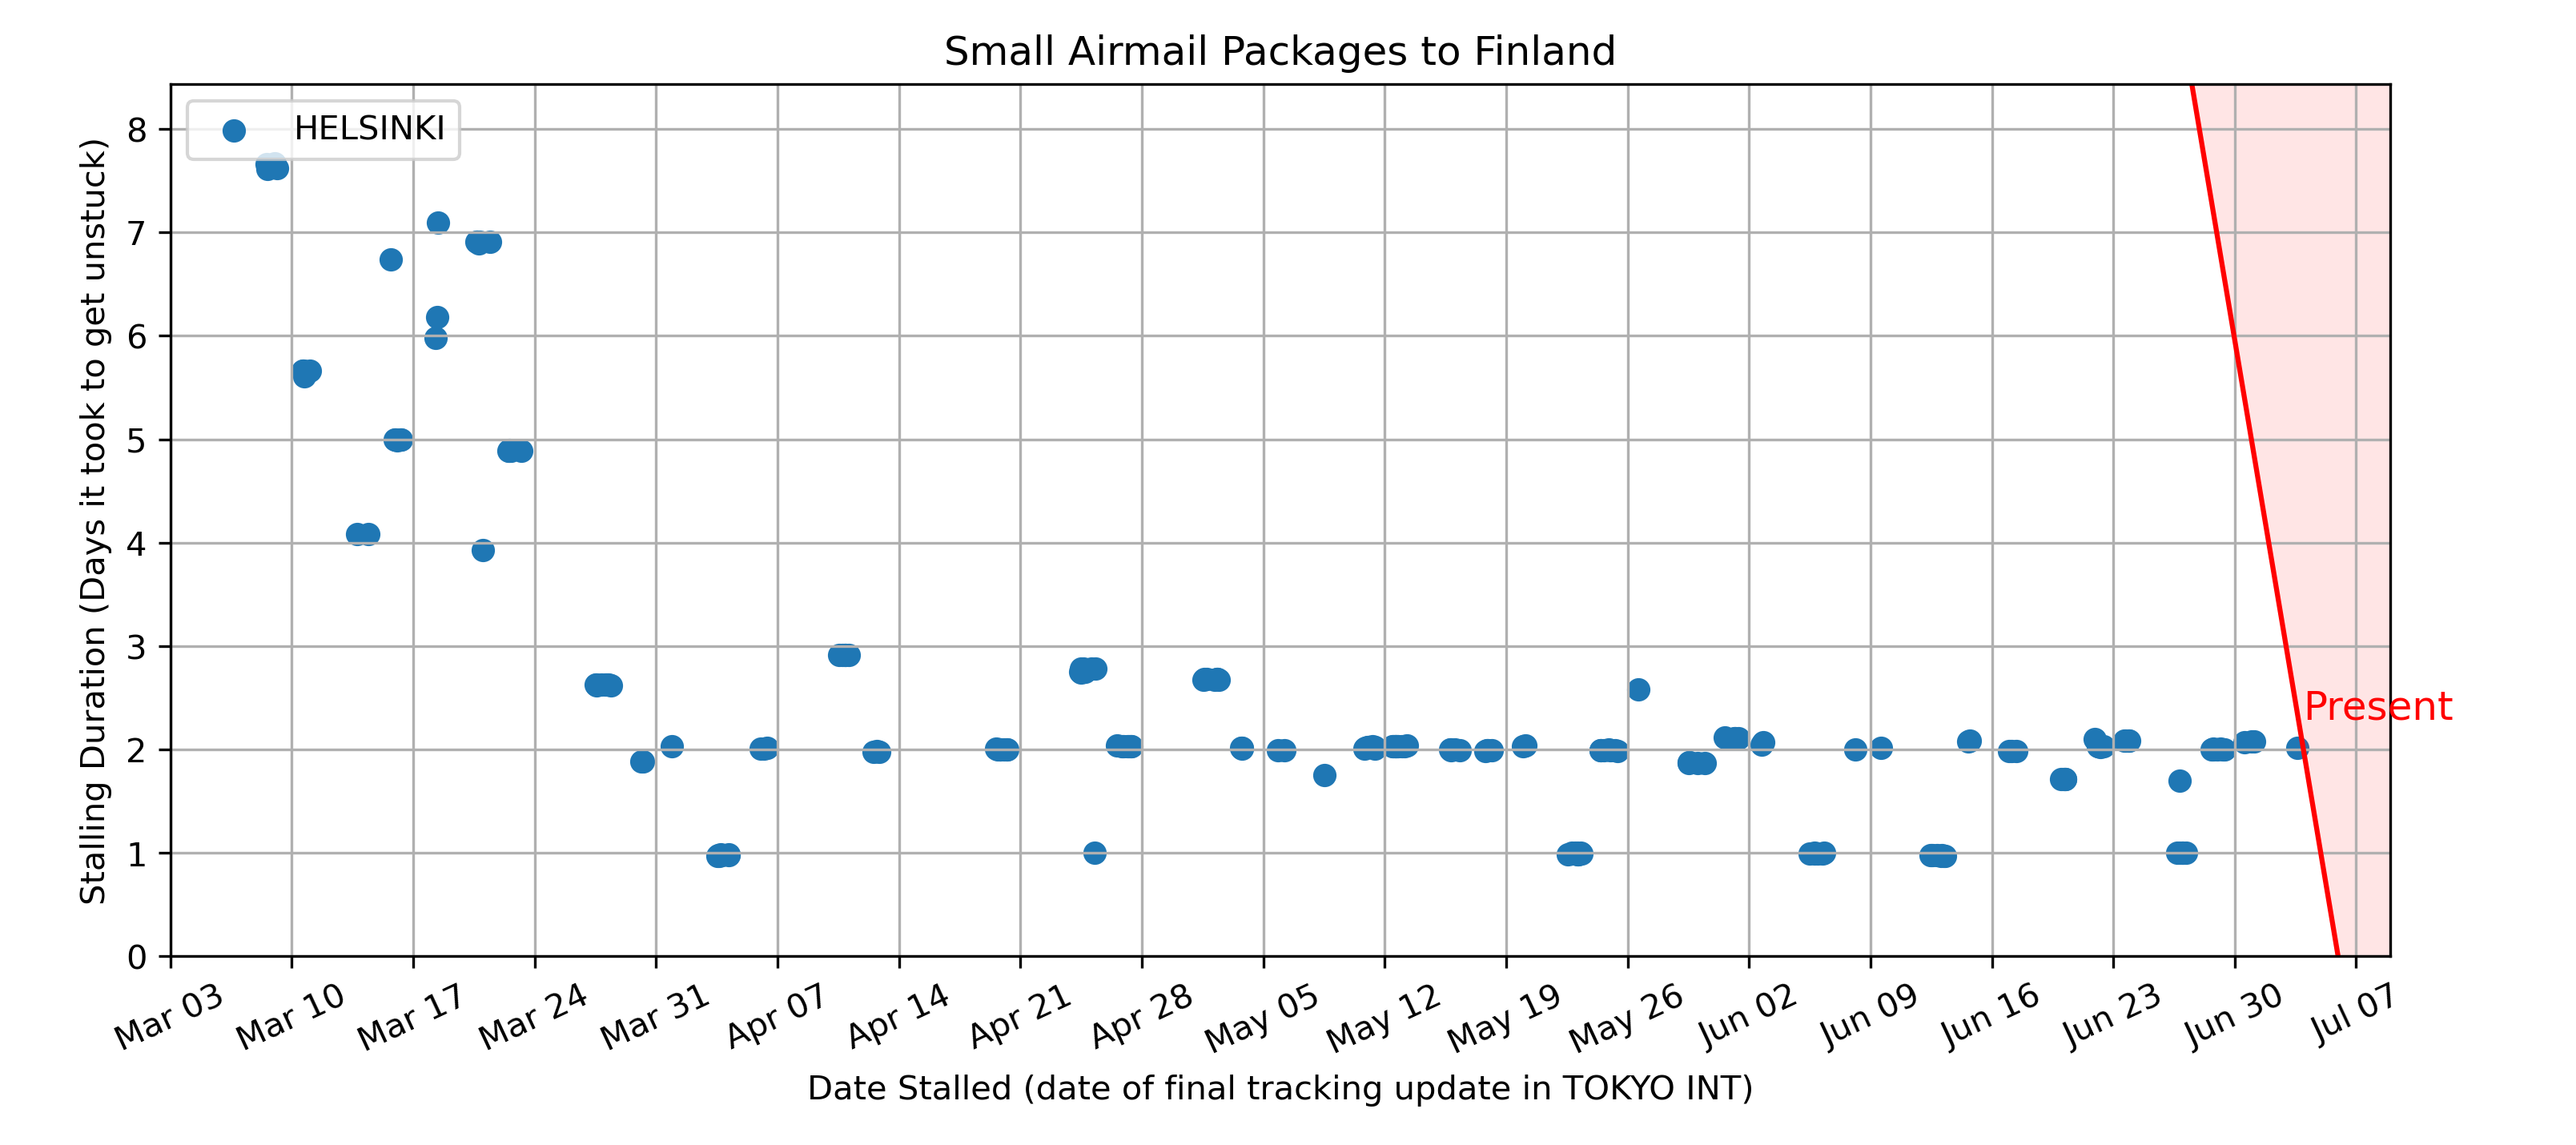 Small Airmail Packages to Finland
HELSINKI
Stalling Duration (Days it took to get unstuck)
8
7
6
5
4
3
2
1
0
Present
Mar 03 Mar 10 Mar 17 Mar 24 Mar 31 Apr 07 Apr 14 Apr 21 Apr 28 May 05 May 12 May 19 May 26 Jun 02 Jun 09 Jun 16 Jun 23 Jun 30 Jul 07
Date Stalled (date of final tracking update in TOKYO INT)